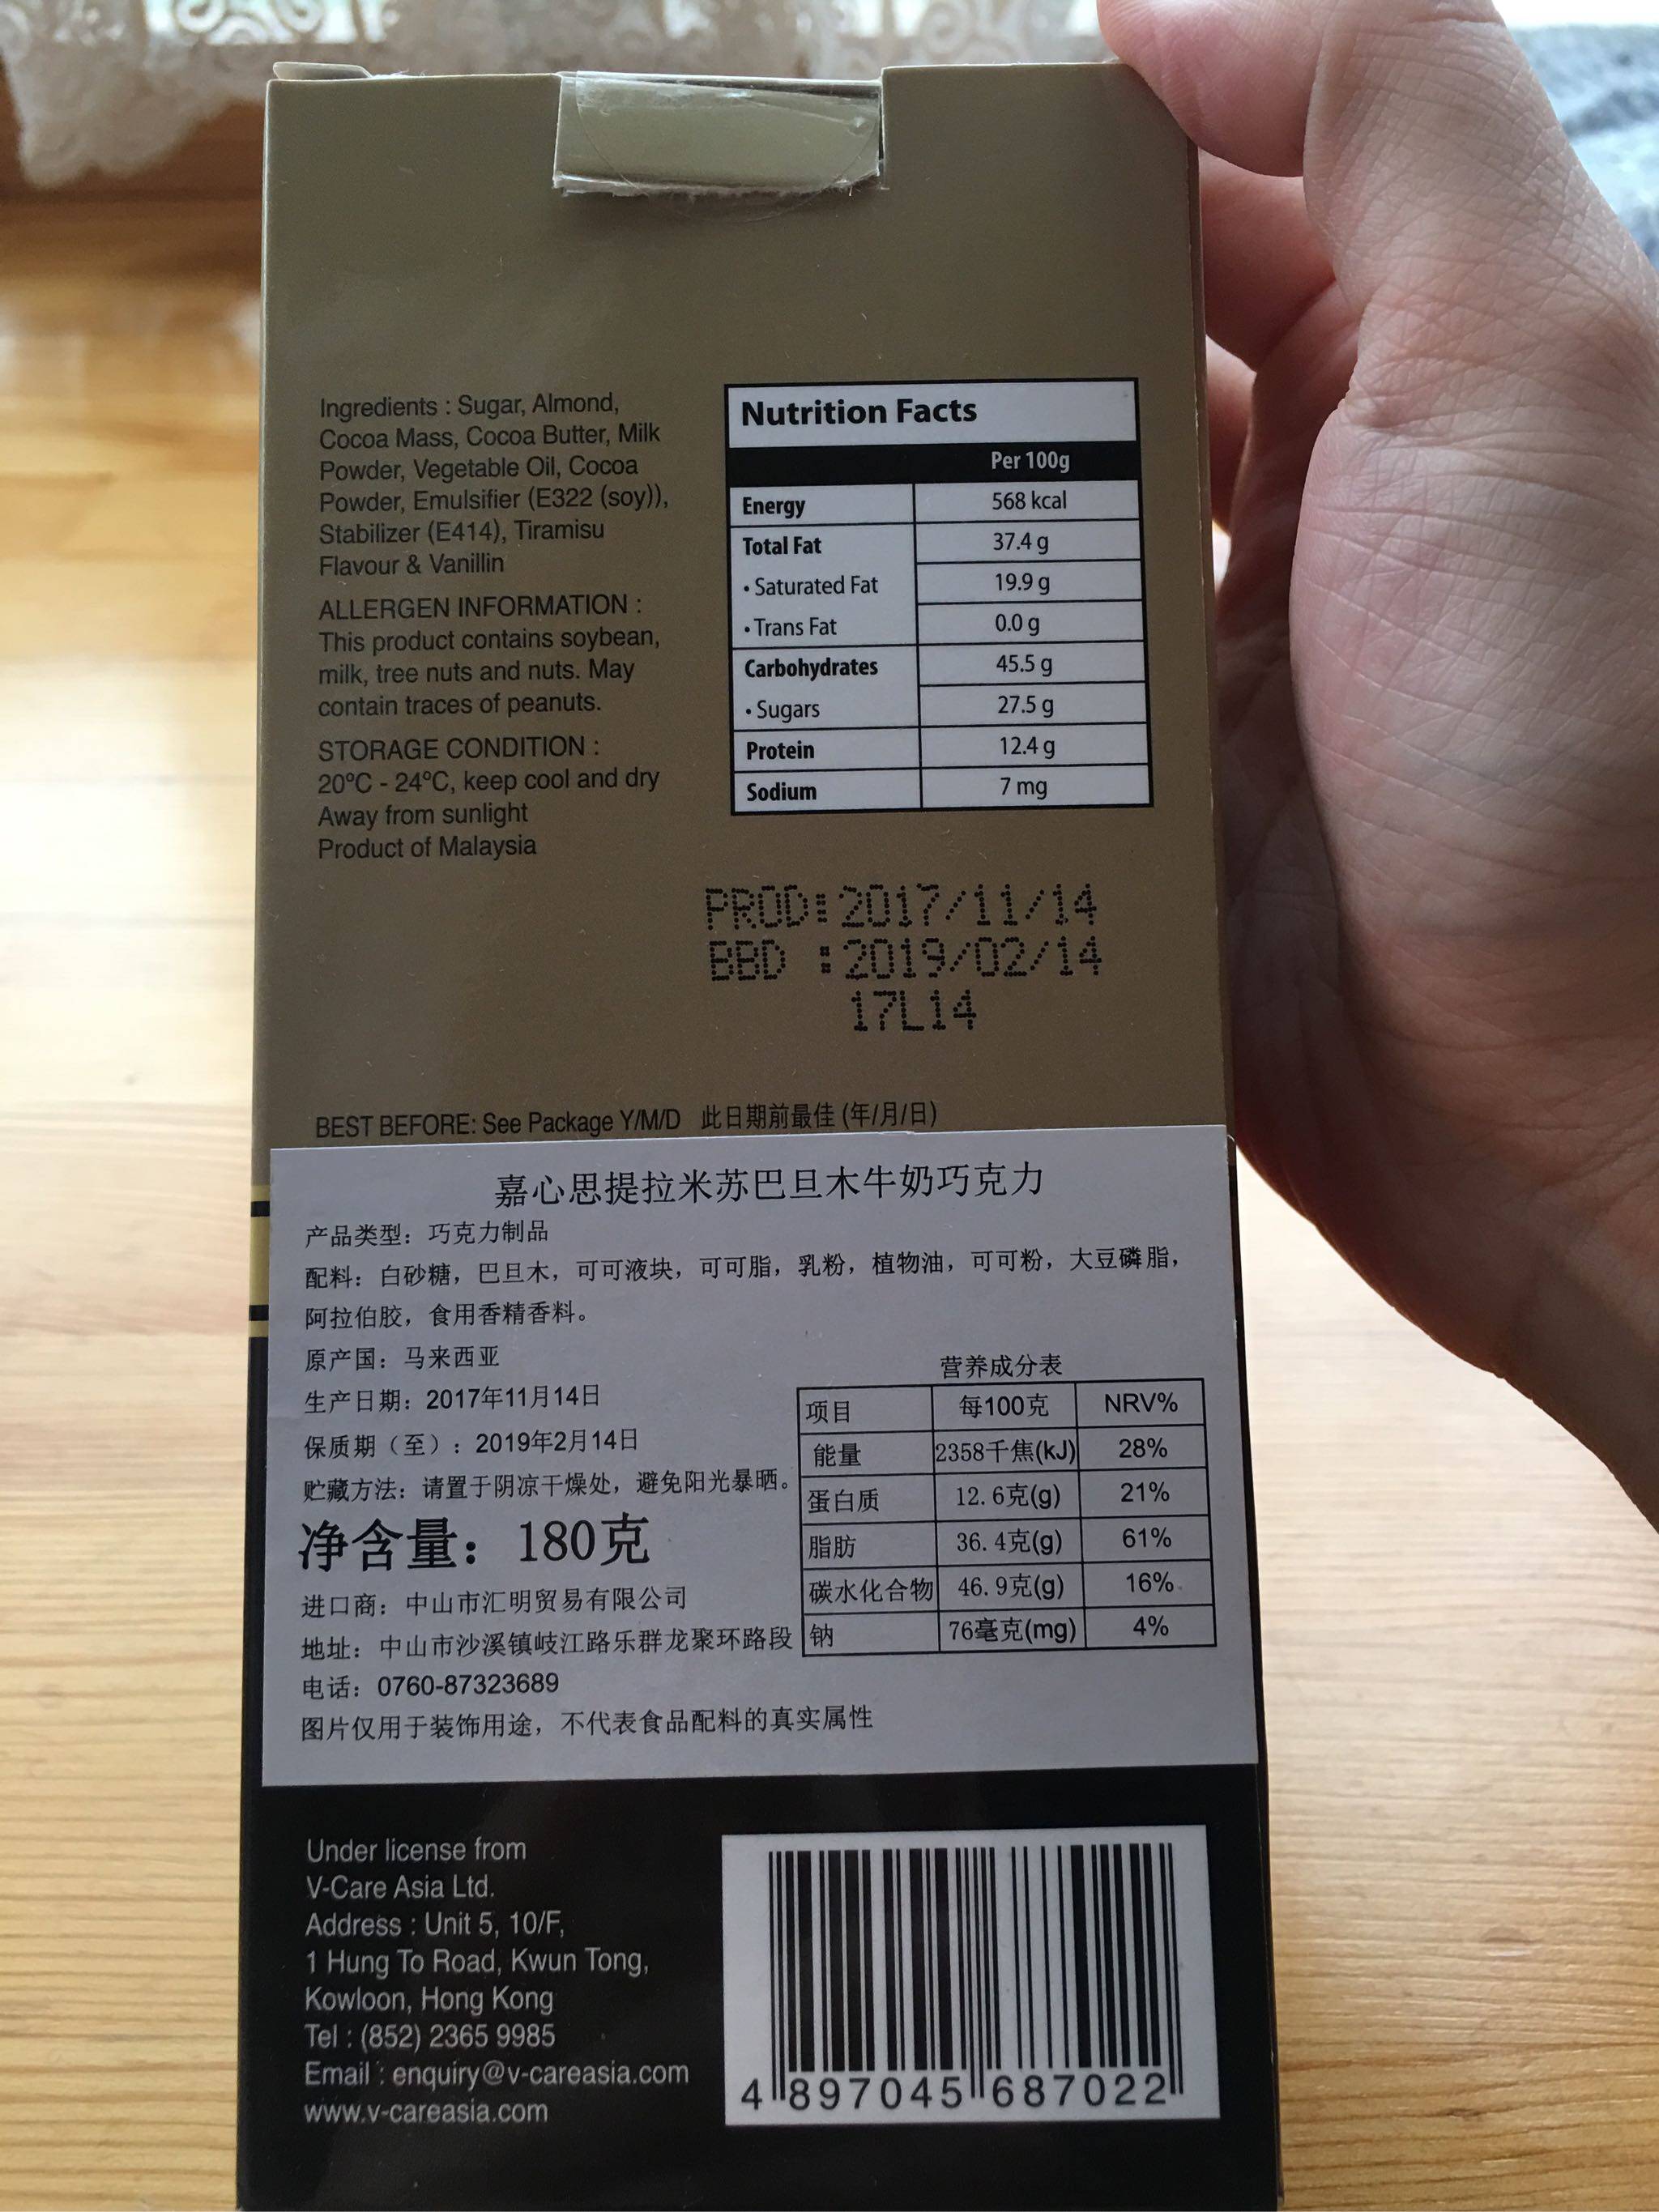 Ingredients : Sugar, Almond,
Cocoa Mass, Cocoa Butter, Milk
Powder, Vegetable Oil, Cocoa
Powder, Emulsifier (E322 (soy)),
Stabilizer (E414), Tiramisu
Flavour & Vanillin
ALLERGEN INFORMATION :
This product contains soybean,
milk, tree nuts and nuts. May
contain traces of peanuts.
STORAGE CONDITION :
20ºC - 24ºC, keep cool and dry
Away from sunlight
Product of Malaysia
Nutrition Facts
Per 100g
Energy 568 kcal
Total Fat 37.4 g
• Saturated Fat 19.9 g
• Trans Fat 0.0 g
Carbohydrates 45.5 g
• Sugars 27.5 g
Protein 12.4 g
Sodium 7 mg
PROD:2017/11/14
BBD :2019/02/14
17L14
BEST BEFORE: See Package Y/M/D 此日期前最佳 (年/月/日)
嘉心思提拉米苏巴旦木牛奶巧克力
产品类型：巧克力制品
配料：白砂糖，巴旦木，可可液块，可可脂，乳粉，植物油，可可粉，大豆磷脂，
阿拉伯胶，食用香精香料。
原产国：马来西亚
生产日期：2017年11月14日
保质期（至）：2019年2月14日
贮藏方法：请置于阴凉干燥处，避免阳光暴晒。
净含量：180克
进口商：中山市汇明贸易有限公司
地址：中山市沙溪镇岐江路乐群龙聚环路段
电话：0760-87323689
图片仅用于装饰用途，不代表食品配料的真实属性
营养成分表
项目 每100克 NRV%
能量 2358千焦(kJ) 28%
蛋白质 12.6克(g) 21%
脂肪 36.4克(g) 61%
碳水化合物 46.9克(g) 16%
钠 76毫克(mg) 4%
Under license from
V-Care Asia Ltd.
Address : Unit 5, 10/F,
1 Hung To Road, Kwun Tong,
Kowloon, Hong Kong
Tel : (852) 2365 9985
Email : enquiry@v-careasia.com
www.v-careasia.com
4 897045 687022